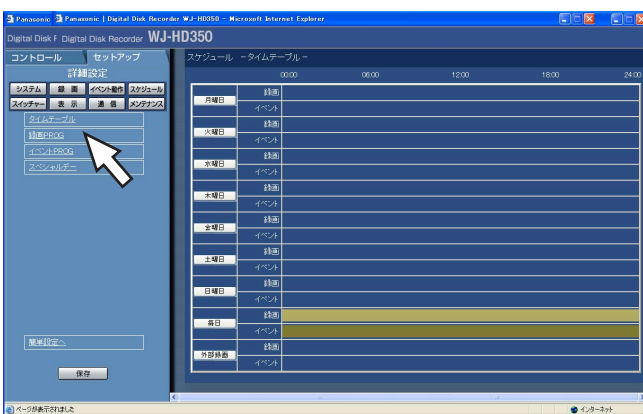 Panasonic Panasonic | Digital Disk Recorder WJ-HD350 - Microsoft Internet Explorer
Digital Disk F Digital Disk Recorder WJ-HD350
コントロール セットアップ
詳細設定
システム 録 画 イベント動作 スケジュール
スイッチャー 表 示 通 信 メンテナンス
タイムテーブル
録画PROG
イベントPROG
スペシャルデー
簡単設定へ
保存
スケジュール －タイムテーブル－
00:00 06:00 12:00 18:00 24:00
月曜日 録画
イベント
火曜日 録画
イベント
水曜日 録画
イベント
木曜日 録画
イベント
金曜日 録画
イベント
土曜日 録画
イベント
日曜日 録画
イベント
毎日 録画
イベント
外部録画 録画
イベント
ページが表示されました インターネット